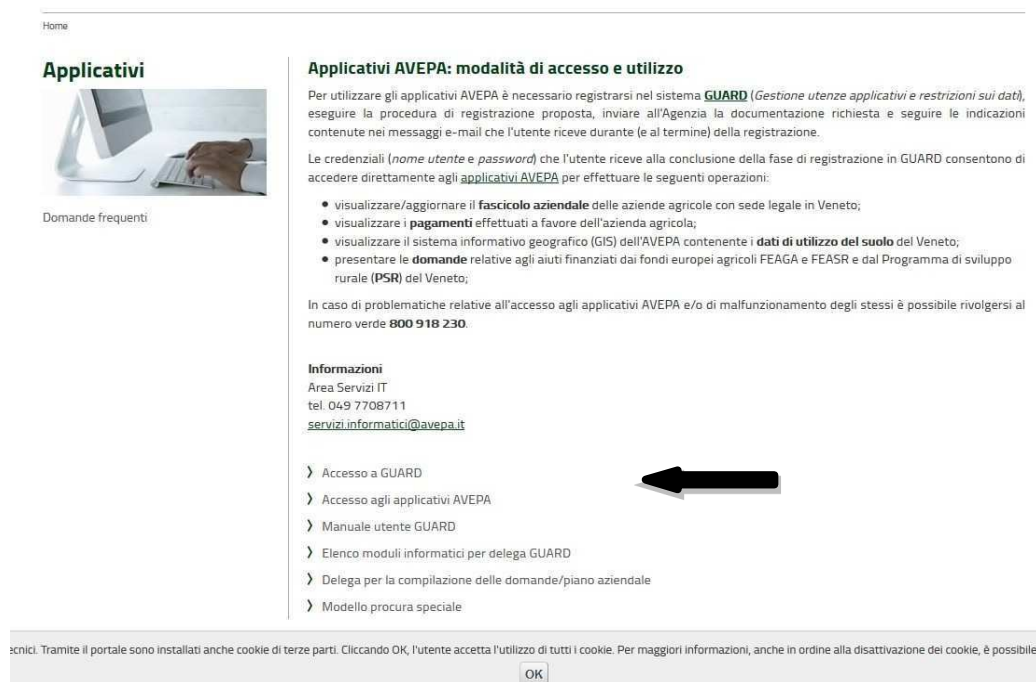 Home
Applicativi
Domande frequenti
Applicativi AVEPA: modalità di accesso e utilizzo
Per utilizzare gli applicativi AVEPA è necessario registrarsi nel sistema GUARD (Gestione utenze applicativi e restrizioni sui dati),
eseguire la procedura di registrazione proposta, inviare all'Agenzia la documentazione richiesta e seguire le indicazioni
contenute nei messaggi e-mail che l'utente riceve durante (e al termine) della registrazione.
Le credenziali (nome utente e password) che l'utente riceve alla conclusione della fase di registrazione in GUARD consentono di
accedere direttamente agli applicativi AVEPA per effettuare le seguenti operazioni:
• visualizzare/aggiornare il fascicolo aziendale delle aziende agricole con sede legale in Veneto;
• visualizzare i pagamenti effettuati a favore dell'azienda agricola;
• visualizzare il sistema informativo geografico (GIS) dell'AVEPA contenente i dati di utilizzo del suolo del Veneto;
• presentare le domande relative agli aiuti finanziati dai fondi europei agricoli FEAGA e FEASR e dal Programma di sviluppo
rurale (PSR) del Veneto;
In caso di problematiche relative all'accesso agli applicativi AVEPA e/o di malfunzionamento degli stessi è possibile rivolgersi al
numero verde 800 918 230.
Informazioni
Area Servizi IT
tel. 049 7708711
servizi.informatici@avepa.it
❯ Accesso a GUARD
❯ Accesso agli applicativi AVEPA
❯ Manuale utente GUARD
❯ Elenco moduli informatici per delega GUARD
❯ Delega per la compilazione delle domande/piano aziendale
❯ Modello procura speciale
ecnici. Tramite il portale sono installati anche cookie di terze parti. Cliccando OK, l'utente accetta l'utilizzo di tutti i cookie. Per maggiori informazioni, anche in ordine alla disattivazione dei cookie, è possibile
OK